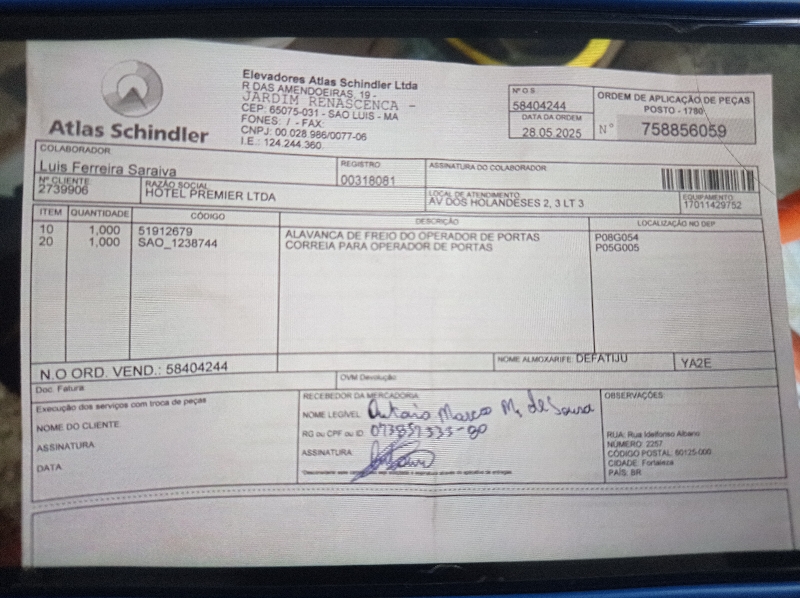 Atlas Schindler
Elevadores Atlas Schindler Ltda
R DAS AMENDOEIRAS, 19 -
JARDIM RENASCENCA -
CEP: 65075-031 - SAO LUIS - MA
FONES: / - FAX:
CNPJ: 00.028.986/0077-06
I.E.: 124.244.360.
Nº O.S.
58404244
DATA DA ORDEM
28.05.2025
ORDEM DE APLICAÇÃO DE PEÇAS
POSTO - 1780
N° 758856059
COLABORADOR
Luis Ferreira Saraiva
REGISTRO
00318081
ASSINATURA DO COLABORADOR
Nº CLIENTE
2739906
RAZÃO SOCIAL
HOTEL PREMIER LTDA
LOCAL DE ATENDIMENTO
AV DOS HOLANDESES 2, 3 LT 3
EQUIPAMENTO
17011429752
ITEM QUANTIDADE CÓDIGO DESCRIÇÃO LOCALIZAÇÃO NO DEP.
10 1,000 51912679 ALAVANCA DE FREIO DO OPERADOR DE PORTAS P08G054
20 1,000 SAO_1238744 CORREIA PARA OPERADOR DE PORTAS P05G005
N.O ORD. VEND.: 58404244
NOME ALMOXARIFE: DEFATIJU YA2E
Doc. Fatura
OVM Devolução
Execução dos serviços com troca de peças
NOME DO CLIENTE
ASSINATURA
DATA
RECEBEDOR DA MERCADORIA
NOME LEGÍVEL: Antonio Marcos M. de Sousa
RG ou CPF ou ID:
ASSINATURA:
OBSERVAÇÕES:
RUA: Rua Idelfonso Albano
NÚMERO: 2257
CÓDIGO POSTAL: 60125-000
CIDADE: Fortaleza
PAÍS: BR